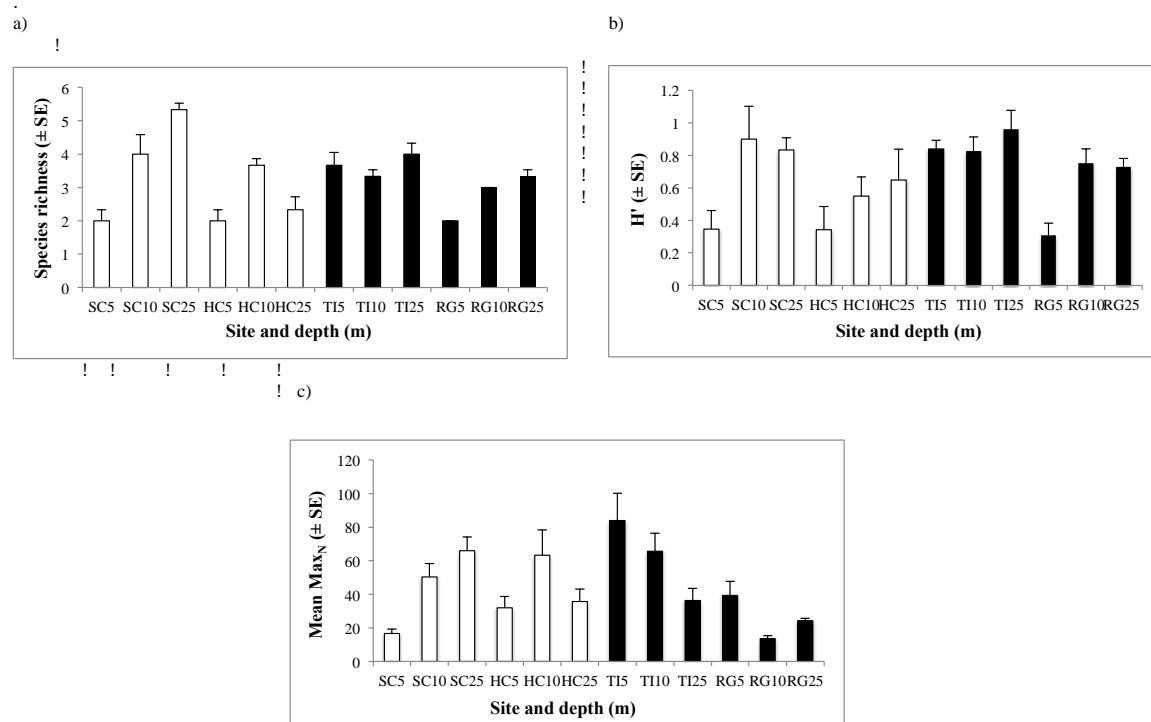 .
a)
b)
!
!
!
!
!
!
!
!
Species richness (± SE)
6
5
4
3
2
1
0
SC5 SC10 SC25 HC5 HC10 HC25 TI5 TI10 TI25 RG5 RG10 RG25
Site and depth (m)
H' (± SE)
1.2
1
0.8
0.6
0.4
0.2
0
SC5 SC10 SC25 HC5 HC10 HC25 TI5 TI10 TI25 RG5 RG10 RG25
Site and depth (m)
! ! ! ! !
! c)
Mean Max_N (± SE)
120
100
80
60
40
20
0
SC5 SC10 SC25 HC5 HC10 HC25 TI5 TI10 TI25 RG5 RG10 RG25
Site and depth (m)